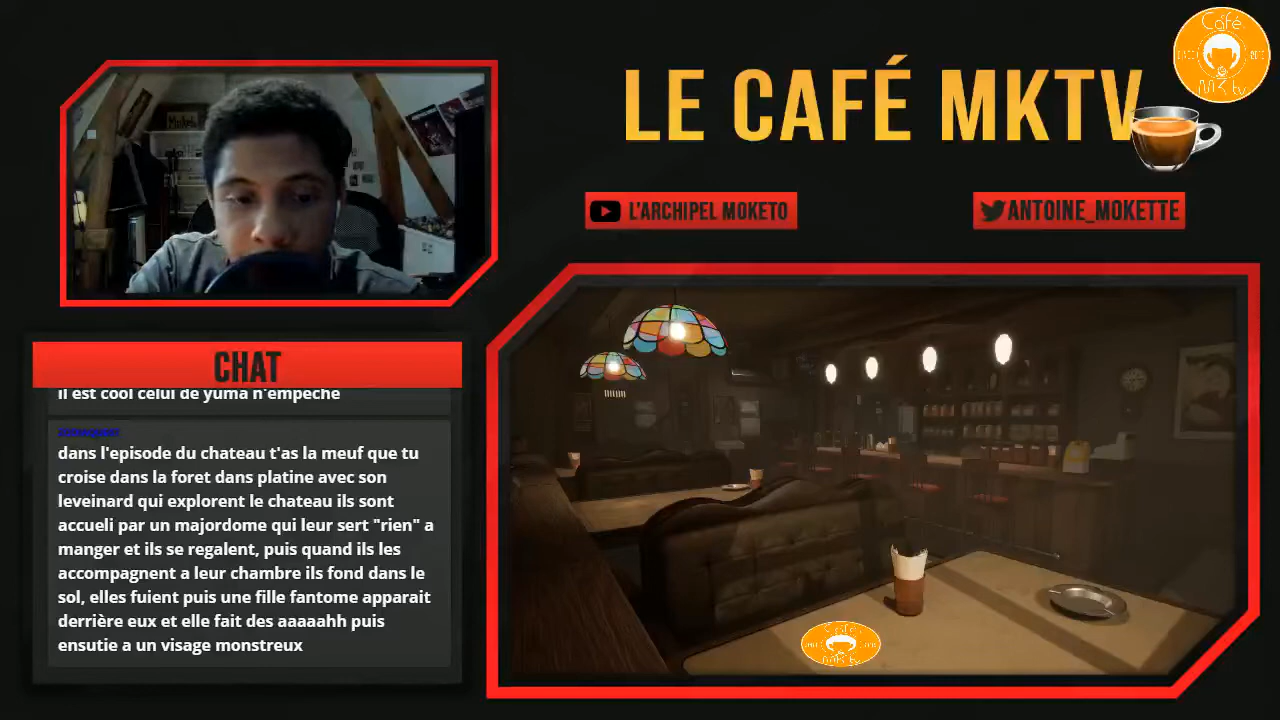 Café
MKtv
LE CAFÉ MKTV
L'ARCHIPEL MOKETO
ANTOINE_MOKETTE
CHAT
il est cool celui de yuma n'empeche
dans l'episode du chateau t'as la meuf que tu
croise dans la foret dans platine avec son
leveinard qui explorent le chateau ils sont
accueli par un majordome qui leur sert "rien" a
manger et ils se regalent, puis quand ils les
accompagnent a leur chambre ils fond dans le
sol, elles fuient puis une fille fantome apparait
derrière eux et elle fait des aaaaahh puis
ensutie a un visage monstreux
Café
MKtv